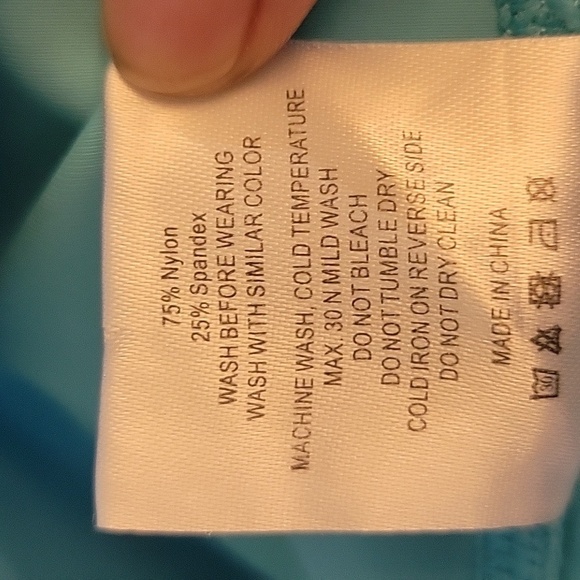 75% Nylon
25% Spandex
WASH BEFORE WEARING
WASH WITH SIMILAR COLOR
MACHINE WASH, COLD TEMPERATURE
MAX. 30 N MILD WASH
DO NOT BLEACH
DO NOT TUMBLE DRY
COLD IRON ON REVERSE SIDE
DO NOT DRY CLEAN
MADE IN CHINA
30